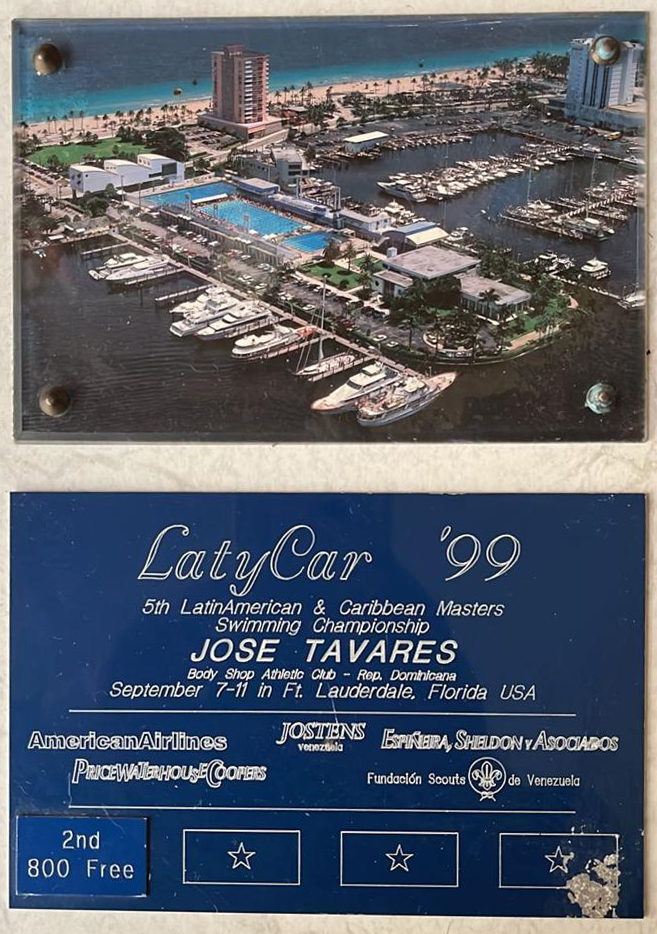 LatyCar '99
5th LatinAmerican & Caribbean Masters
Swimming Championship
JOSE TAVARES
Body Shop Athletic Club - Rep. Dominicana
September 7-11 in Ft. Lauderdale, Florida USA
AmericanAirlines
JOSTENS
venezuela
ESPIÑEIRA, SHELDON Y ASOCIADOS
PRICEWATERHOUSECOOPERS
Fundación Scouts de Venezuela
2nd
800 Free